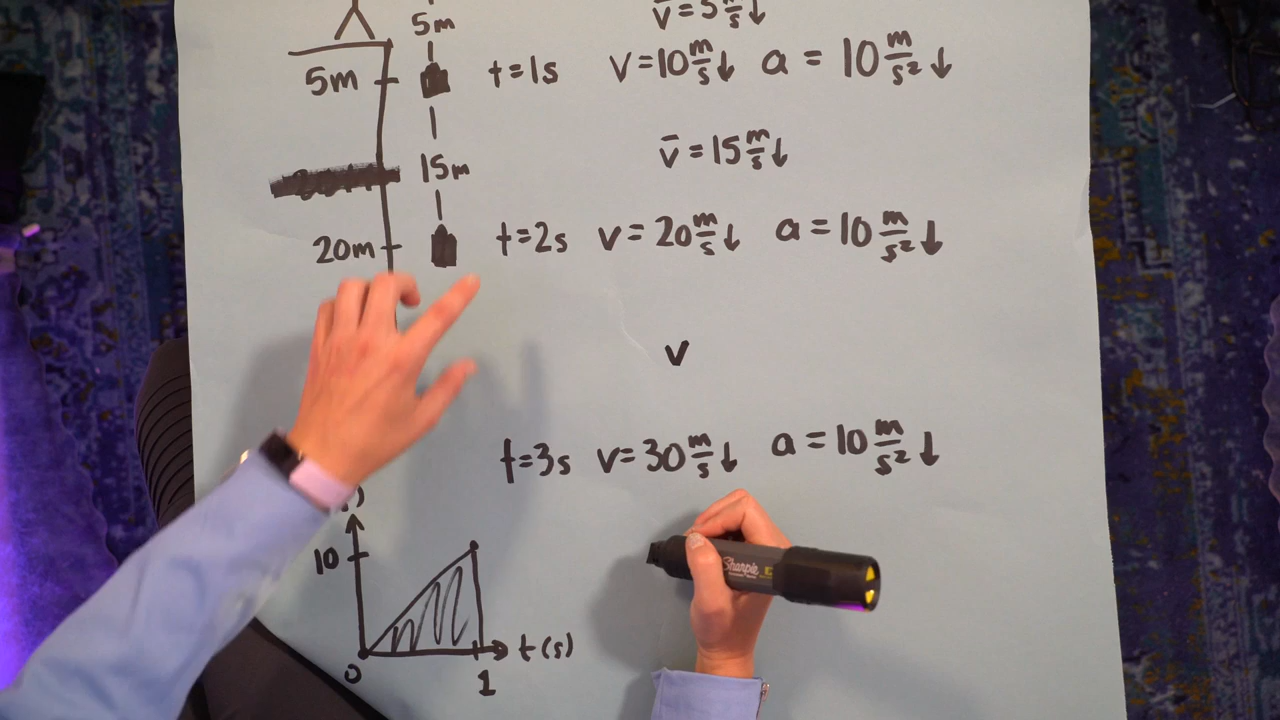 v̄ = 5 m/s ↓
5m
5m t=1s v=10 m/s ↓ a = 10 m/s² ↓
v̄ = 15 m/s ↓
15m
20m t=2s v=20 m/s ↓ a = 10 m/s² ↓
v
t=3s v=30 m/s ↓ a = 10 m/s² ↓
10
Sharpie
t(s)
0
1